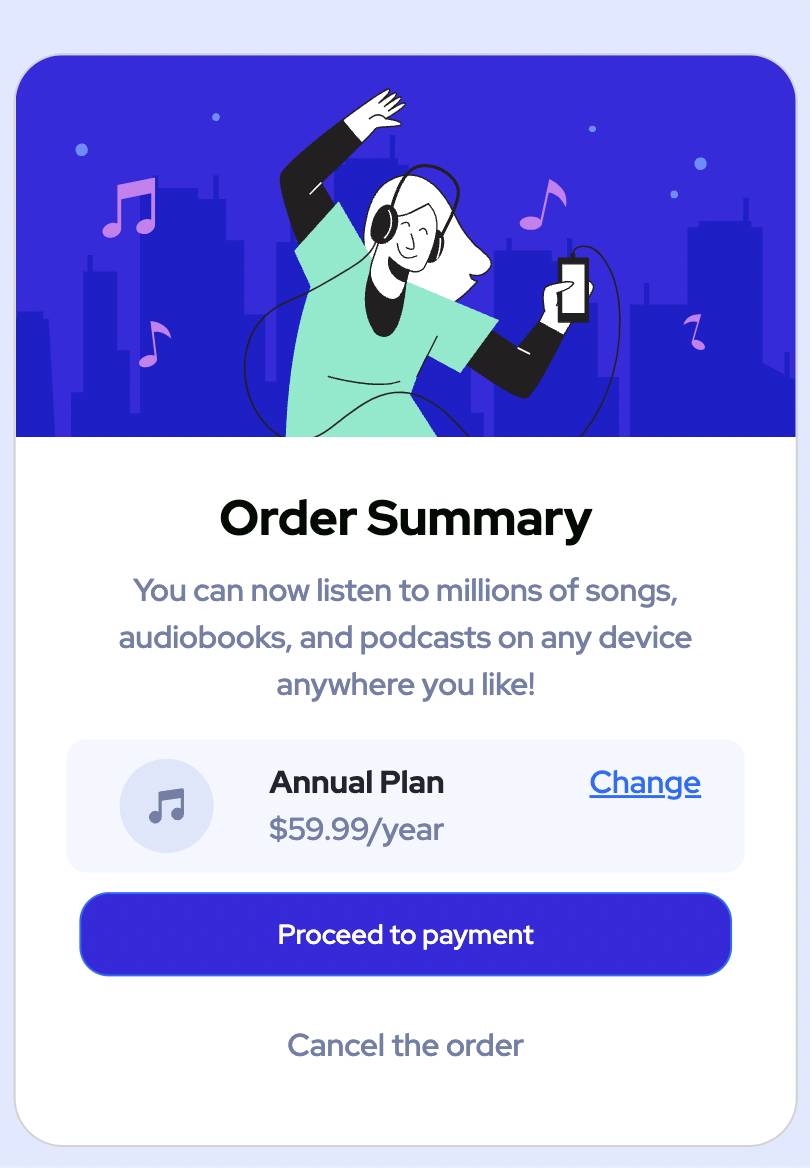 Order Summary
You can now listen to millions of songs,
audiobooks, and podcasts on any device
anywhere you like!
Annual Plan
Change
$59.99/year
Proceed to payment
Cancel the order